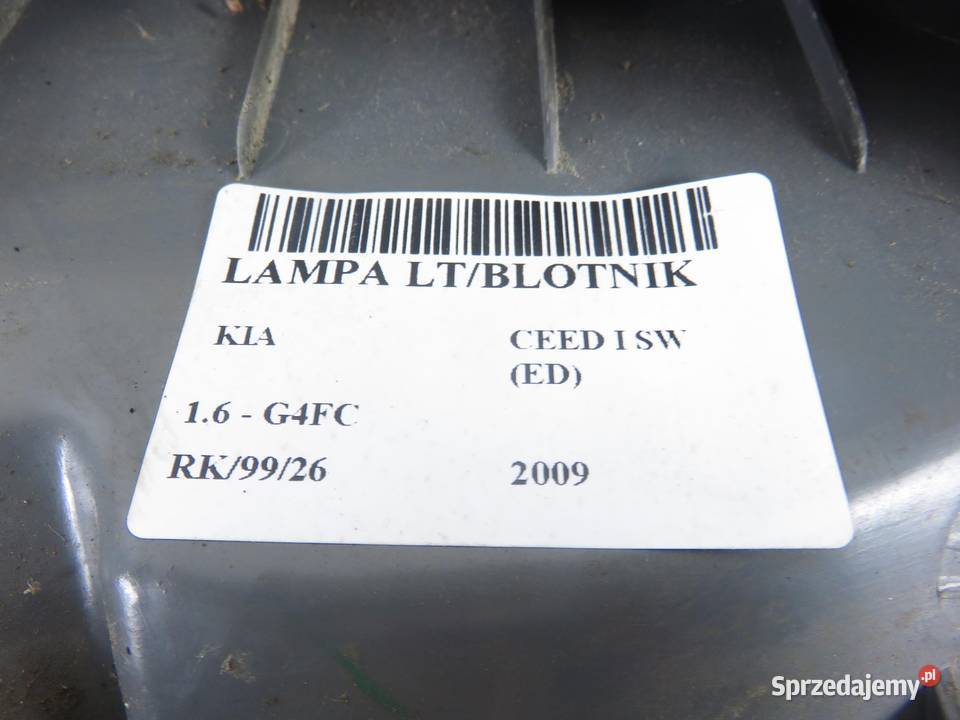 LAMPA LT/BLOTNIK
KIA
CEED I SW
(ED)
1.6 - G4FC
RK/99/26
2009
Sprzedajemy.pl